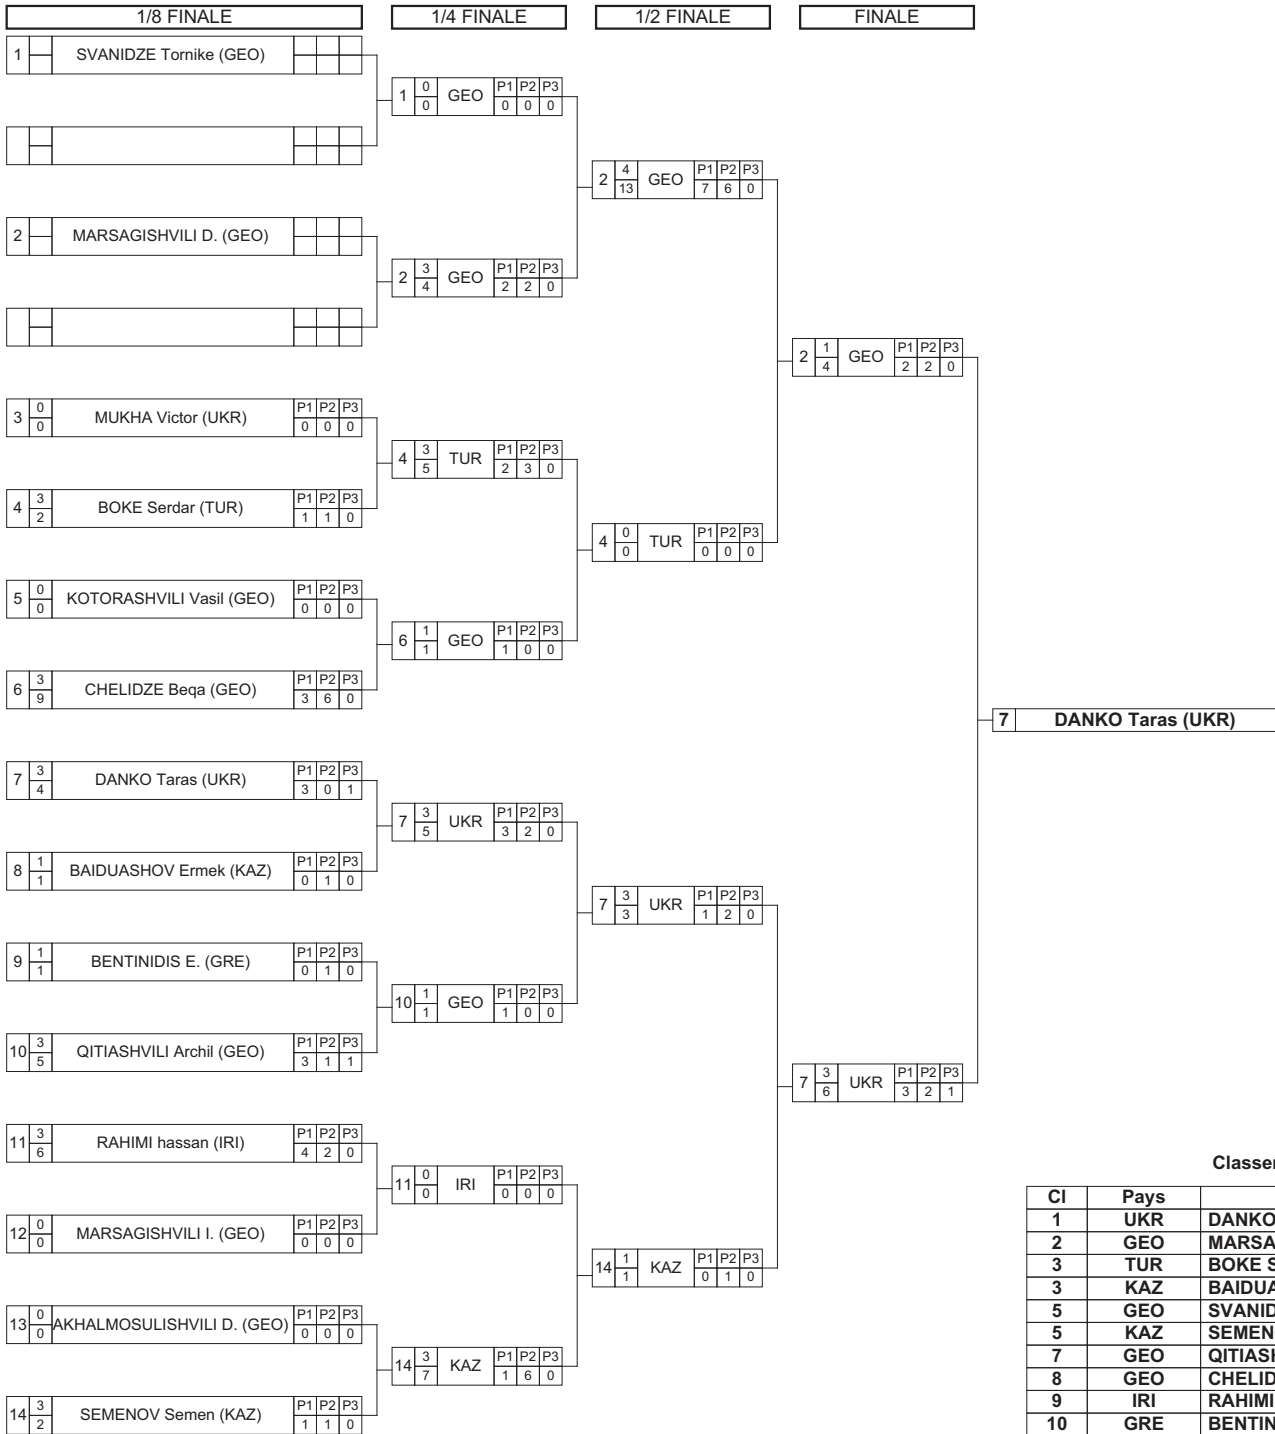 1/8 FINALE 1/4 FINALE 1/2 FINALE FINALE
1 SVANIDZE Tornike (GEO)
1 0 0 GEO P1 P2 P3 0 0 0
2 4 13 GEO P1 P2 P3 7 6 0
2 MARSAGISHVILI D. (GEO)
2 3 4 GEO P1 P2 P3 2 2 0
2 1 4 GEO P1 P2 P3 2 2 0
3 0 0 MUKHA Victor (UKR) P1 P2 P3 0 0 0
4 3 5 TUR P1 P2 P3 2 3 0
4 3 2 BOKE Serdar (TUR) P1 P2 P3 1 1 0
4 0 0 TUR P1 P2 P3 0 0 0
5 0 0 KOTORASHVILI Vasil (GEO) P1 P2 P3 0 0 0
6 1 1 GEO P1 P2 P3 1 0 0
6 3 9 CHELIDZE Beqa (GEO) P1 P2 P3 3 6 0
7 DANKO Taras (UKR)
7 3 4 DANKO Taras (UKR) P1 P2 P3 3 0 1
7 3 5 UKR P1 P2 P3 3 2 0
8 1 1 BAIDUASHOV Ermek (KAZ) P1 P2 P3 0 1 0
7 3 3 UKR P1 P2 P3 1 2 0
9 1 1 BENTINIDIS E. (GRE) P1 P2 P3 0 1 0
10 1 1 GEO P1 P2 P3 1 0 0
10 3 5 QITIASHVILI Archil (GEO) P1 P2 P3 3 1 1
7 3 6 UKR P1 P2 P3 3 2 1
11 3 6 RAHIMI hassan (IRI) P1 P2 P3 4 2 0
11 0 0 IRI P1 P2 P3 0 0 0
12 0 0 MARSAGISHVILI I. (GEO) P1 P2 P3 0 0 0
14 1 1 KAZ P1 P2 P3 0 1 0
13 0 0 AKHALMOSULISHVILI D. (GEO) P1 P2 P3 0 0 0
14 3 7 KAZ P1 P2 P3 1 6 0
14 3 2 SEMENOV Semen (KAZ) P1 P2 P3 1 1 0
Classe
Cl Pays
1 UKR DANKO
2 GEO MARSA
3 TUR BOKE S
3 KAZ BAIDUA
5 GEO SVANID
5 KAZ SEMEN
7 GEO QITIASH
8 GEO CHELID
9 IRI RAHIMI
10 GRE BENTIN